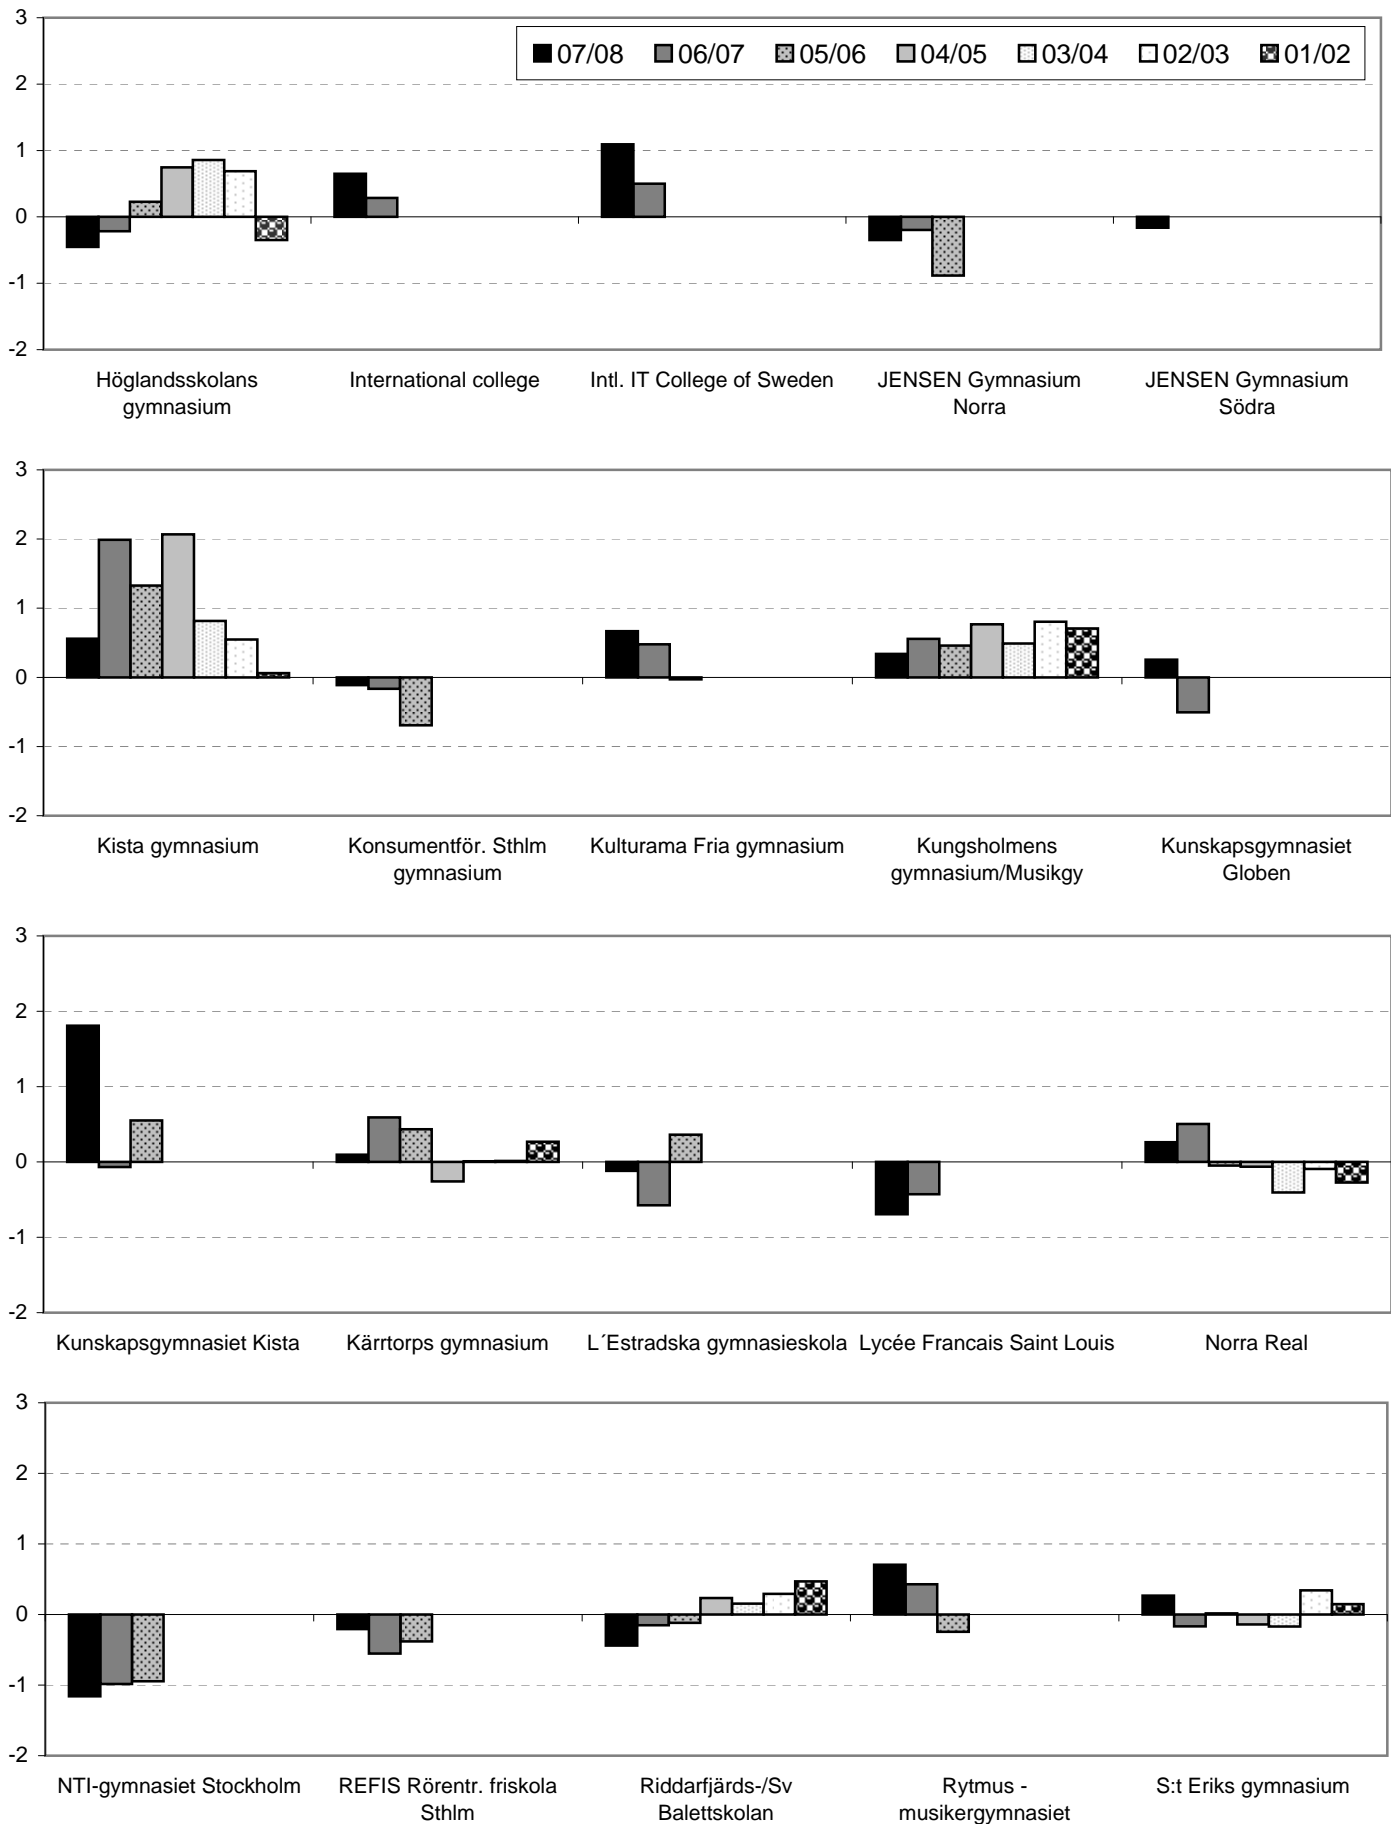 3
07/08 06/07 05/06 04/05 03/04 02/03 01/02
2
1
0
-1
-2
Höglandsskolans gymnasium
International college
Intl. IT College of Sweden
JENSEN Gymnasium Norra
JENSEN Gymnasium Södra
3
2
1
0
-1
-2
Kista gymnasium
Konsumentför. Sthlm gymnasium
Kulturama Fria gymnasium
Kungsholmens gymnasium/Musikgy
Kunskapsgymnasiet Globen
3
2
1
0
-1
-2
Kunskapsgymnasiet Kista
Kärrtorps gymnasium
L´Estradska gymnasieskola
Lycée Francais Saint Louis
Norra Real
3
2
1
0
-1
-2
NTI-gymnasiet Stockholm
REFIS Rörentr. friskola Sthlm
Riddarfjärds-/Sv Balettskolan
Rytmus - musikergymnasiet
S:t Eriks gymnasium